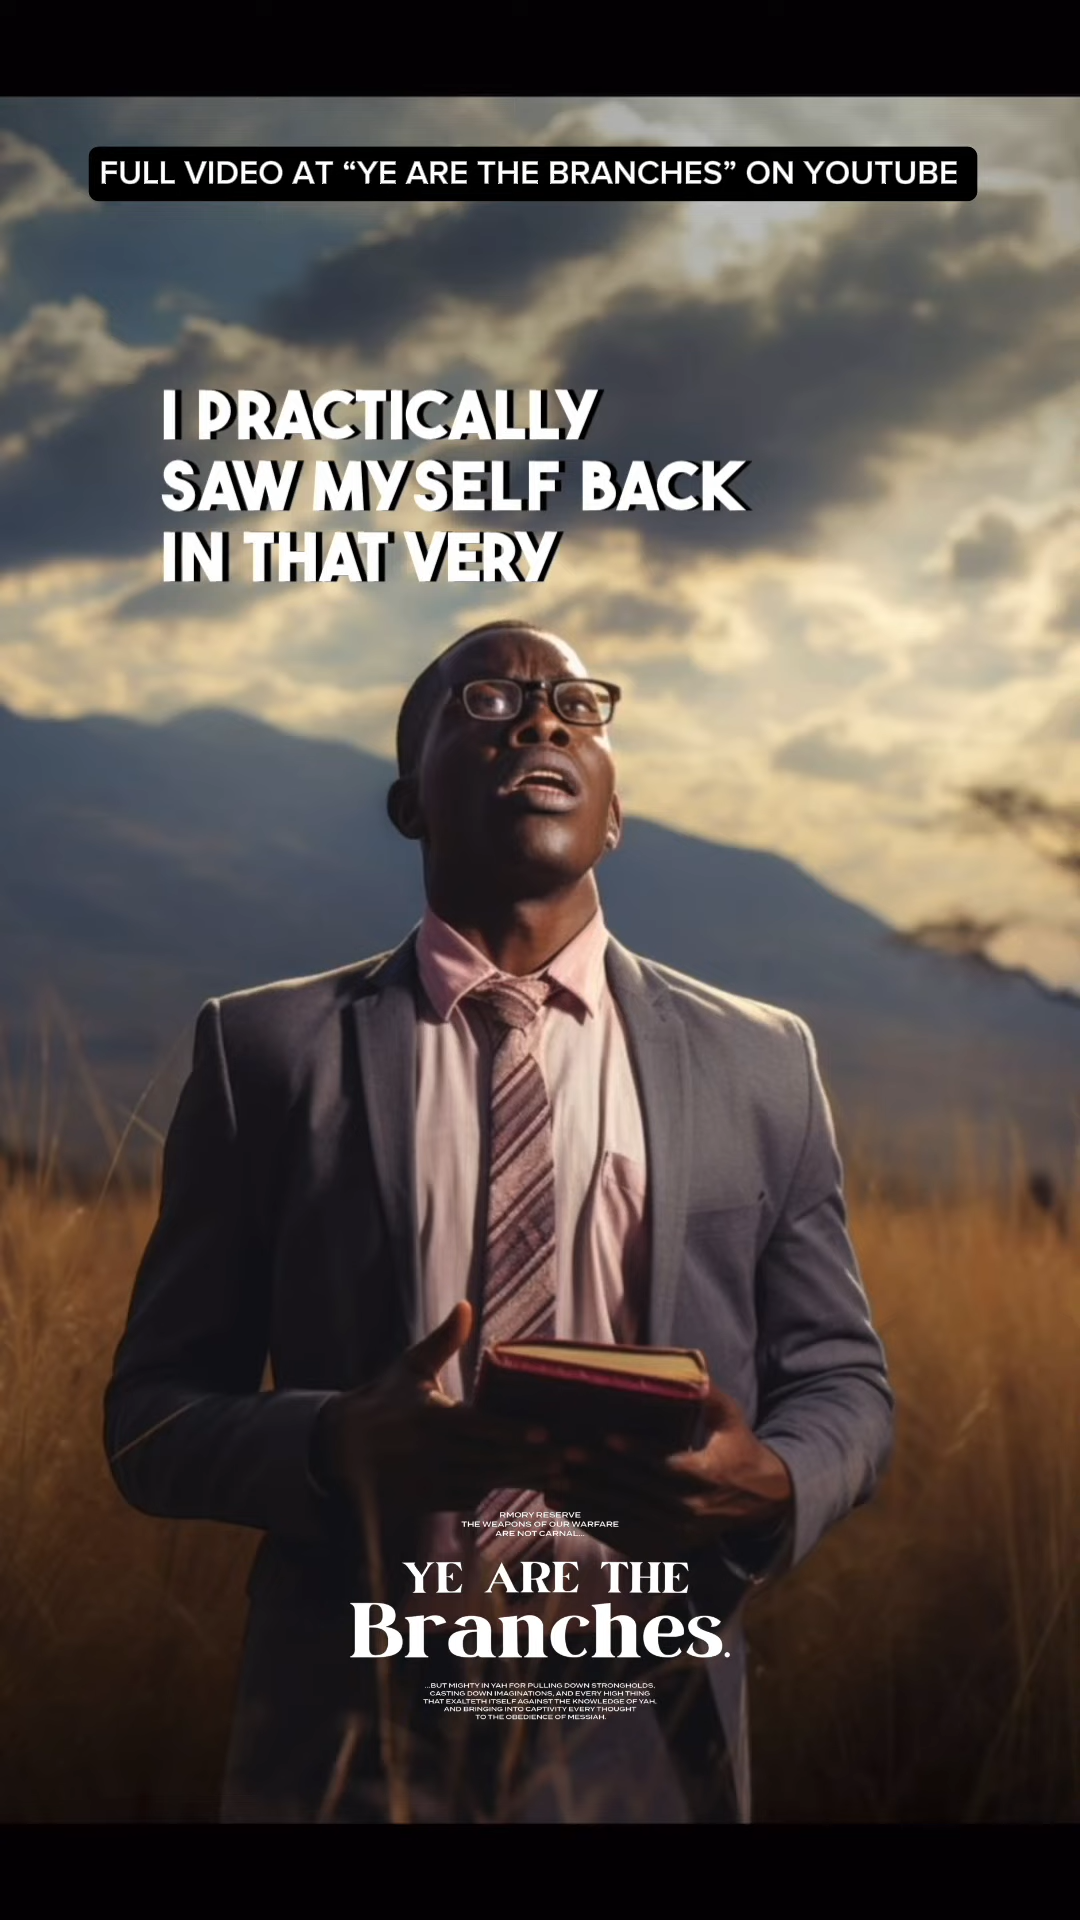 FULL VIDEO AT “YE ARE THE BRANCHES” ON YOUTUBE
I PRACTICALLY
SAW MYSELF BACK
IN THAT VERY
RMORY RESERVE
THE WEAPONS OF OUR WARFARE
ARE NOT CARNAL...
YE ARE THE
Branches.
...BUT MIGHTY IN YAH FOR PULLING DOWN STRONGHOLDS.
CASTING DOWN IMAGINATIONS, AND EVERY HIGH THING
THAT EXALTETH ITSELF AGAINST THE KNOWLEDGE OF YAH,
AND BRINGING INTO CAPTIVITY EVERY THOUGHT
TO THE OBEDIENCE OF MESSIAH.